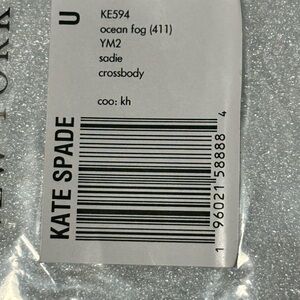 KE594
ocean fog (411)
YM2
sadie
crossbody
coo: kh
U
KATE SPADE
1 96021 58888 4